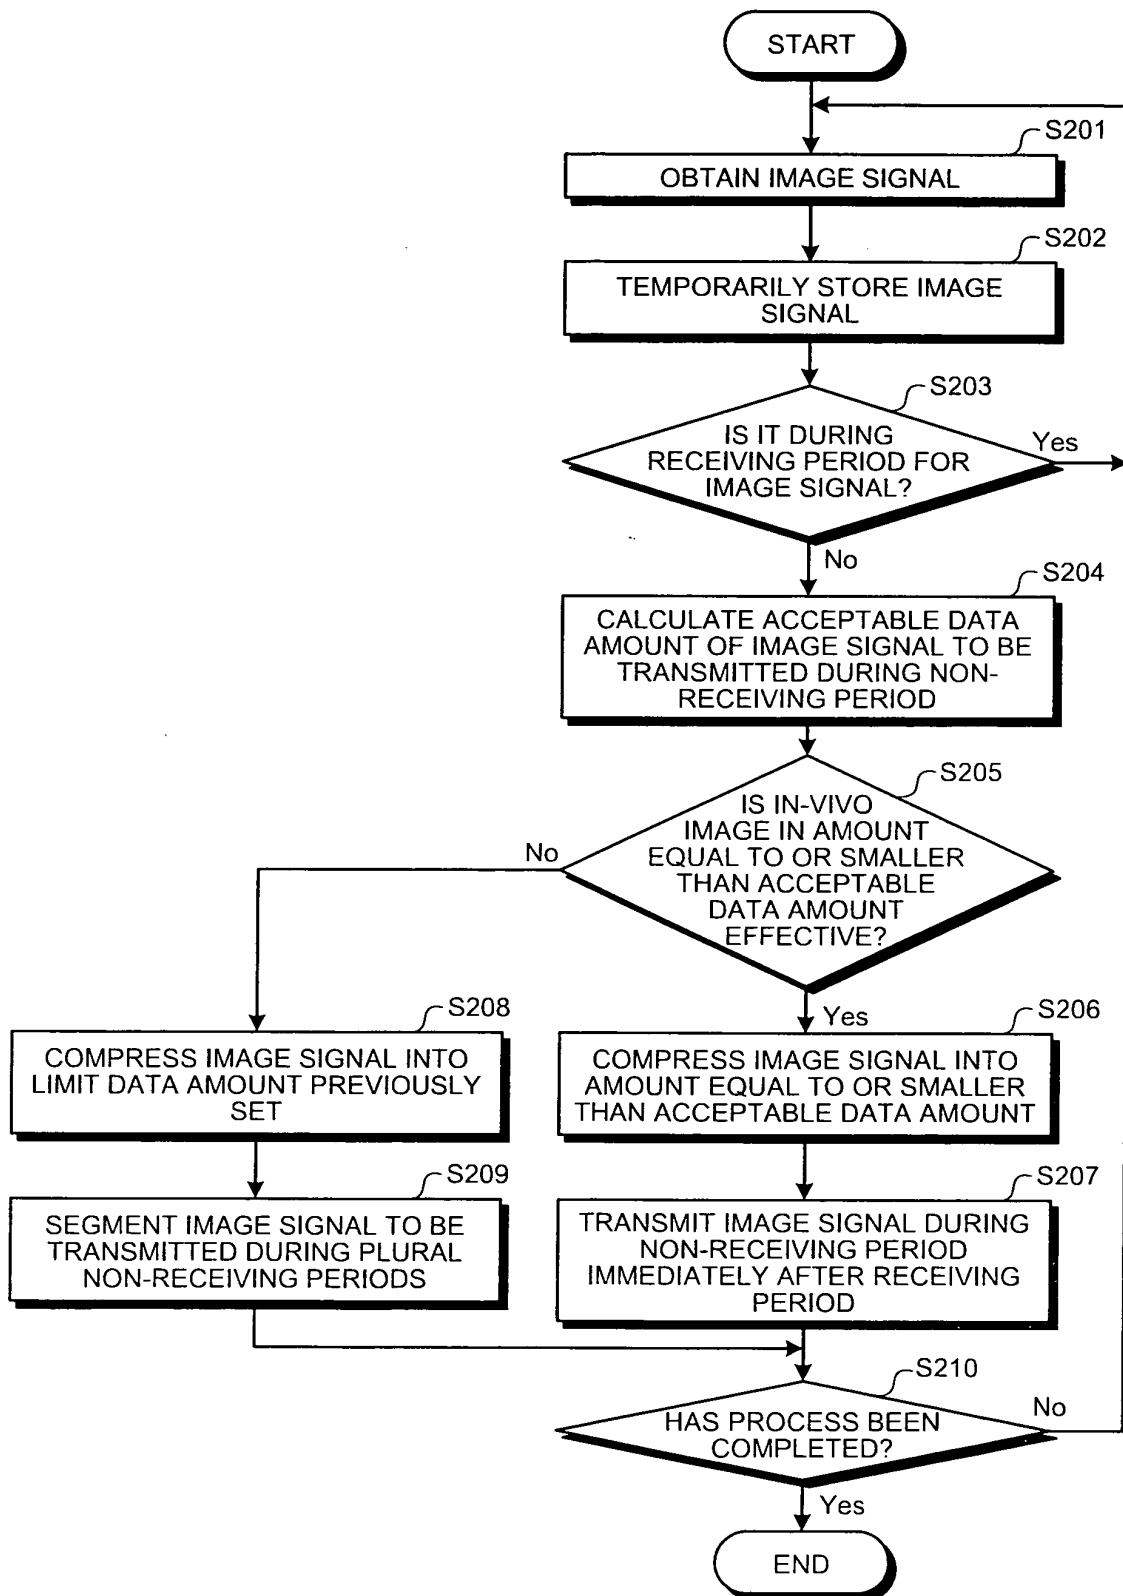 START
S201
OBTAIN IMAGE SIGNAL
S202
TEMPORARILY STORE IMAGE
SIGNAL
S203
IS IT DURING
RECEIVING PERIOD FOR
IMAGE SIGNAL?
Yes
No
S204
CALCULATE ACCEPTABLE DATA
AMOUNT OF IMAGE SIGNAL TO BE
TRANSMITTED DURING NON-
RECEIVING PERIOD
S205
IS IN-VIVO
IMAGE IN AMOUNT
EQUAL TO OR SMALLER
THAN ACCEPTABLE
DATA AMOUNT
EFFECTIVE?
No
Yes
S208
COMPRESS IMAGE SIGNAL INTO
LIMIT DATA AMOUNT PREVIOUSLY
SET
S206
COMPRESS IMAGE SIGNAL INTO
AMOUNT EQUAL TO OR SMALLER
THAN ACCEPTABLE DATA AMOUNT
S209
SEGMENT IMAGE SIGNAL TO BE
TRANSMITTED DURING PLURAL
NON-RECEIVING PERIODS
S207
TRANSMIT IMAGE SIGNAL DURING
NON-RECEIVING PERIOD
IMMEDIATELY AFTER RECEIVING
PERIOD
S210
HAS PROCESS BEEN
COMPLETED?
No
Yes
END